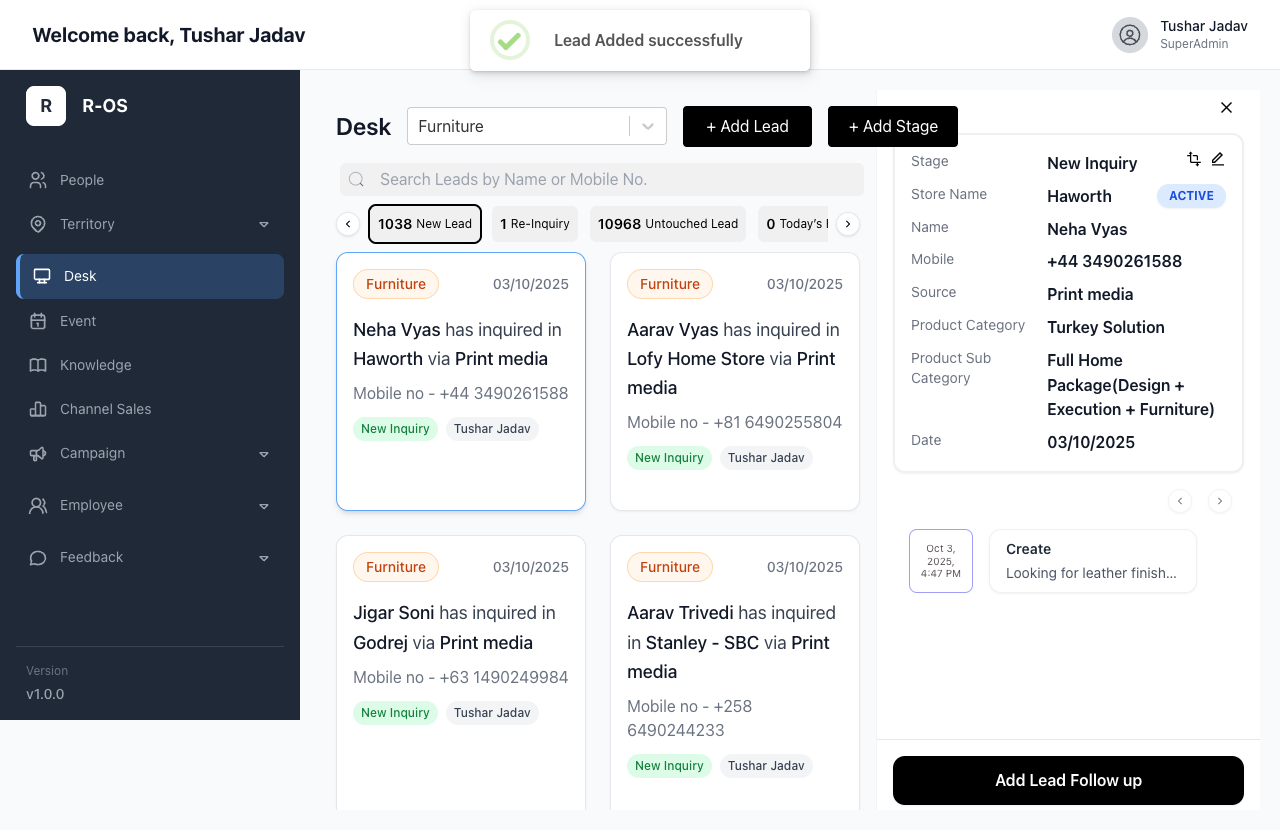 Welcome back, Tushar Jadav
Lead Added successfully
Tushar Jadav
SuperAdmin
R
R-OS
People
Territory
Desk
Event
Knowledge
Channel Sales
Campaign
Employee
Feedback
Version
v1.0.0
Desk
Furniture
+ Add Lead
+ Add Stage
Search Leads by Name or Mobile No.
1038 New Lead
1 Re-Inquiry
10968 Untouched Lead
0 Today's
Furniture
03/10/2025
Neha Vyas has inquired in
Haworth via Print media
Mobile no - +44 3490261588
New Inquiry
Tushar Jadav
Furniture
03/10/2025
Aarav Vyas has inquired in
Lofy Home Store via Print
media
Mobile no - +81 6490255804
New Inquiry
Tushar Jadav
Furniture
03/10/2025
Jigar Soni has inquired in
Godrej via Print media
Mobile no - +63 1490249984
New Inquiry
Tushar Jadav
Furniture
03/10/2025
Aarav Trivedi has inquired
in Stanley - SBC via Print
media
Mobile no - +258
6490244233
New Inquiry
Tushar Jadav
Stage
New Inquiry
Store Name
Haworth
ACTIVE
Name
Neha Vyas
Mobile
+44 3490261588
Source
Print media
Product Category
Turkey Solution
Product Sub
Category
Full Home
Package(Design +
Execution + Furniture)
Date
03/10/2025
Oct 3,
2025,
4:47 PM
Create
Looking for leather finish...
Add Lead Follow up